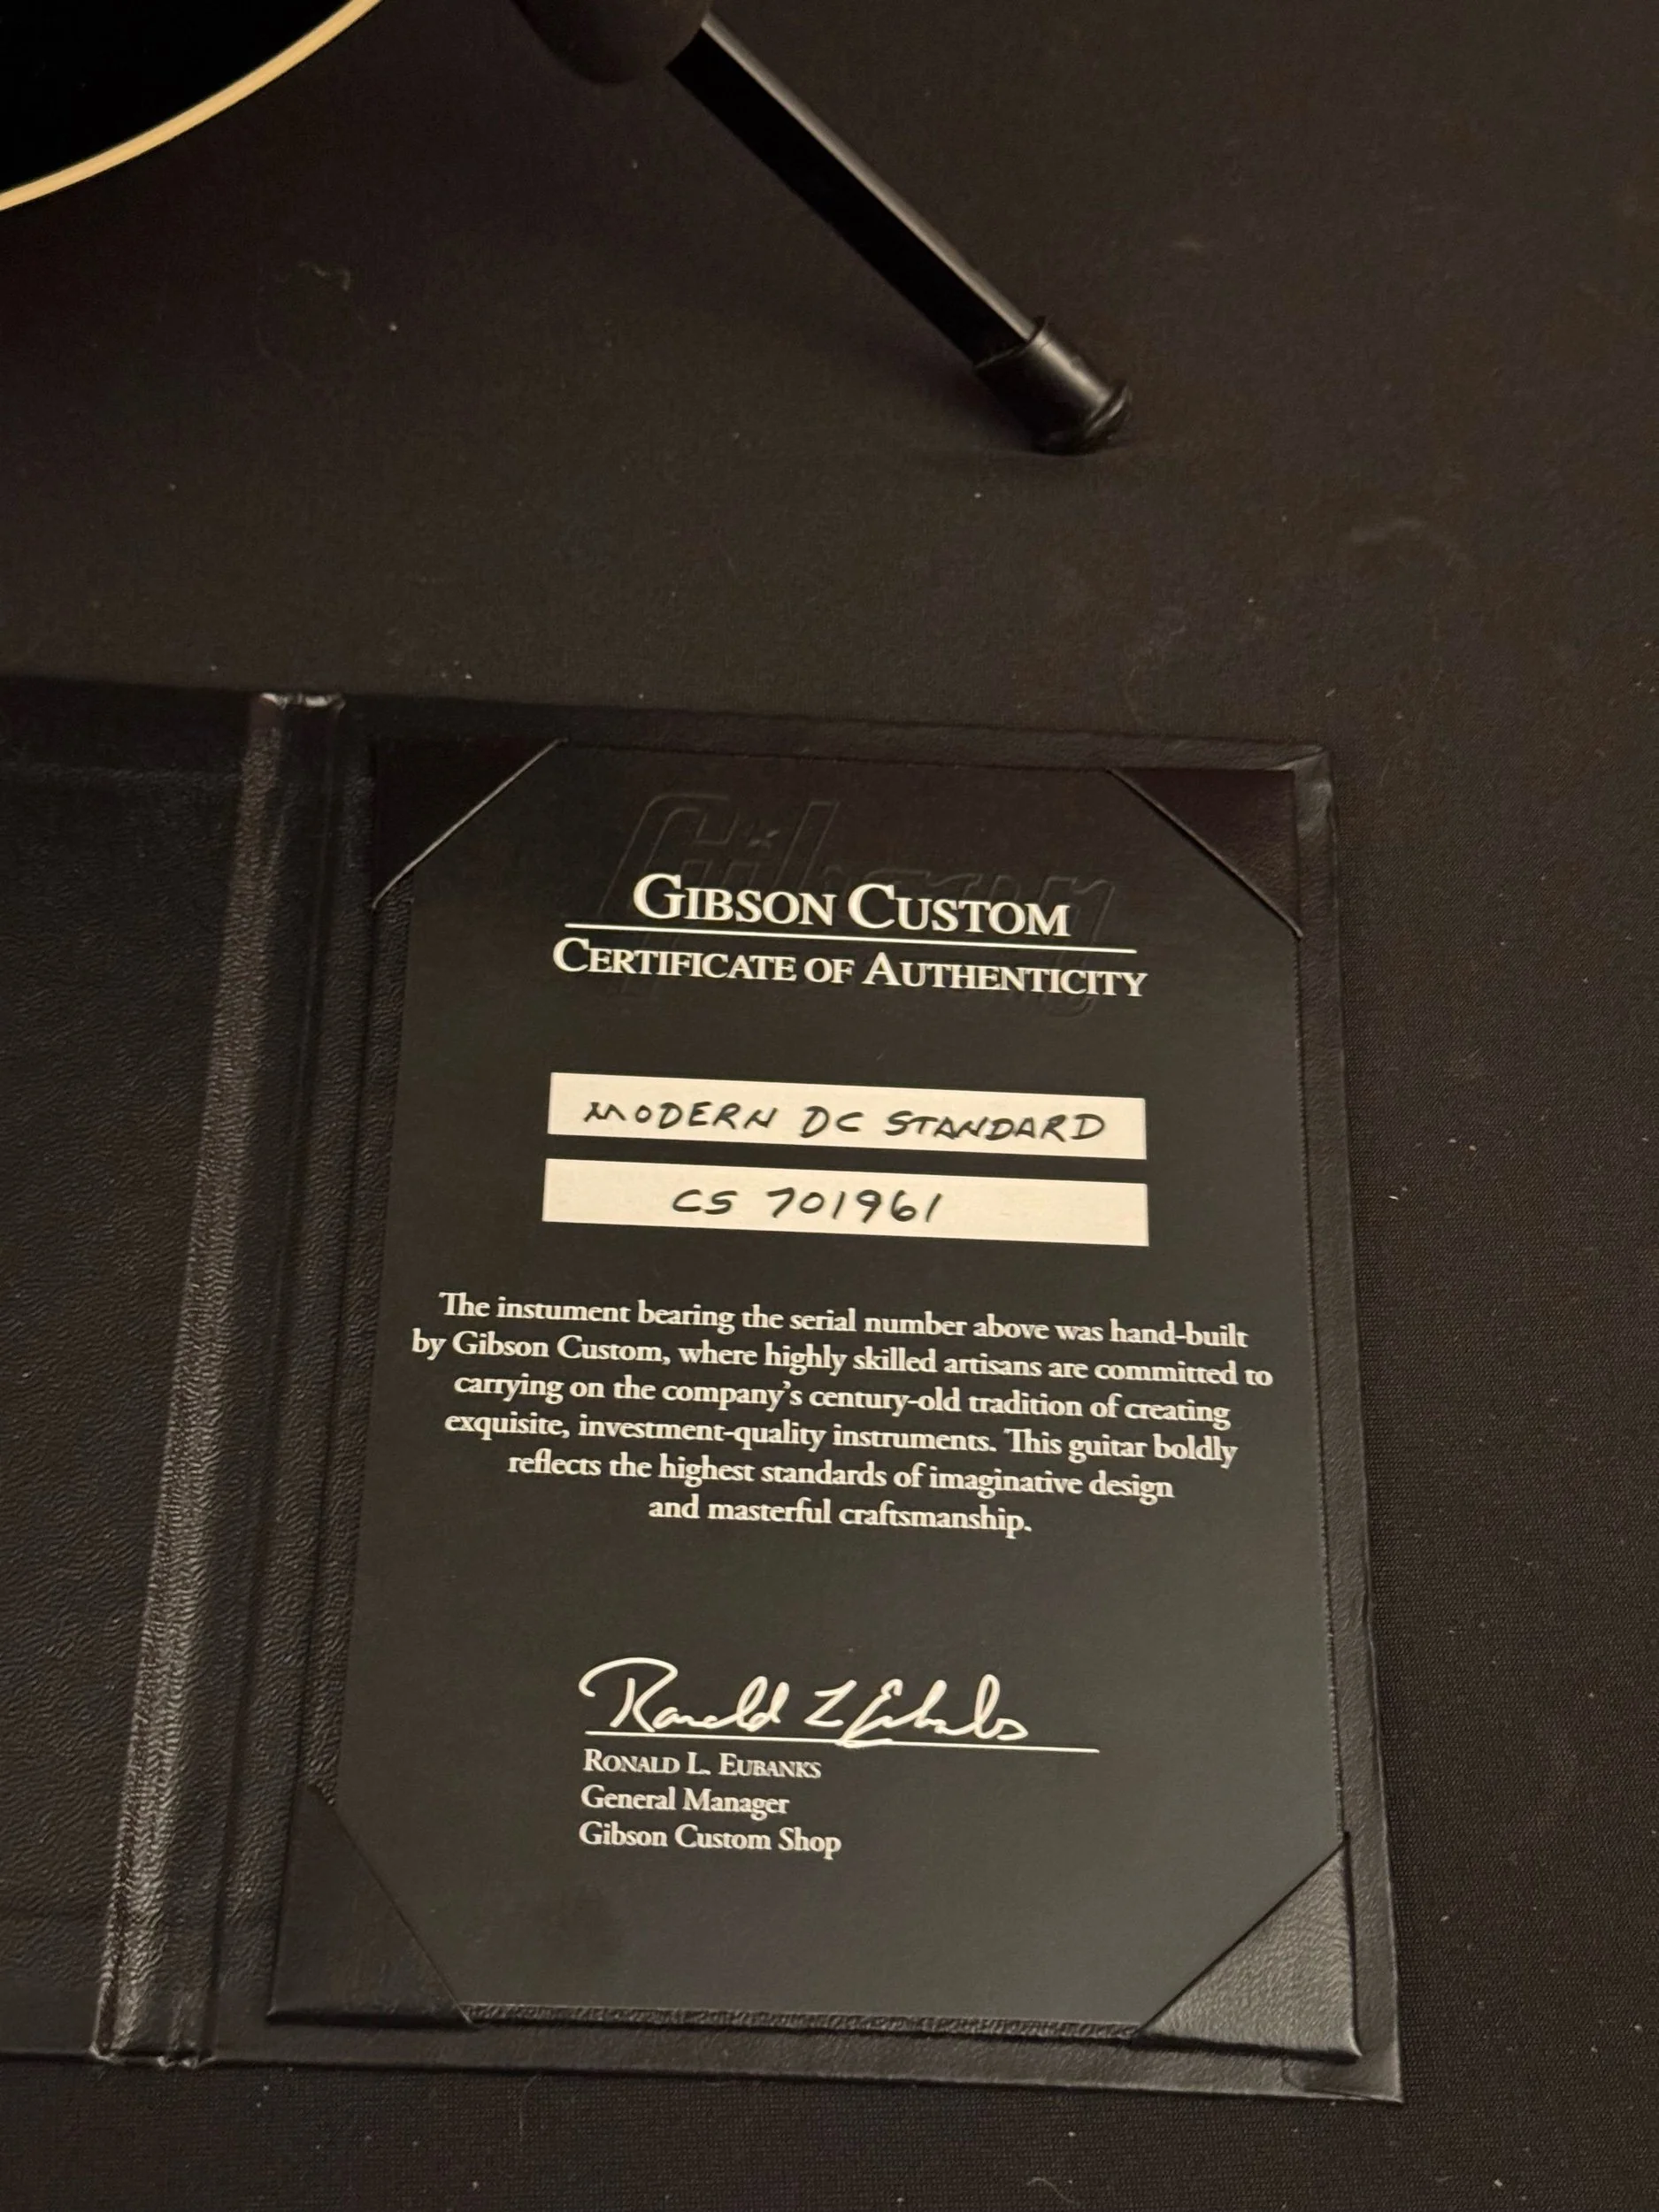 Gibson
GIBSON CUSTOM
CERTIFICATE OF AUTHENTICITY
MODERN DC STANDARD
CS 701961
The instument bearing the serial number above was hand-built
by Gibson Custom, where highly skilled artisans are committed to
carrying on the company's century-old tradition of creating
exquisite, investment-quality instruments. This guitar boldly
reflects the highest standards of imaginative design
and masterful craftsmanship.
Ronald L Eubanks
RONALD L. EUBANKS
General Manager
Gibson Custom Shop